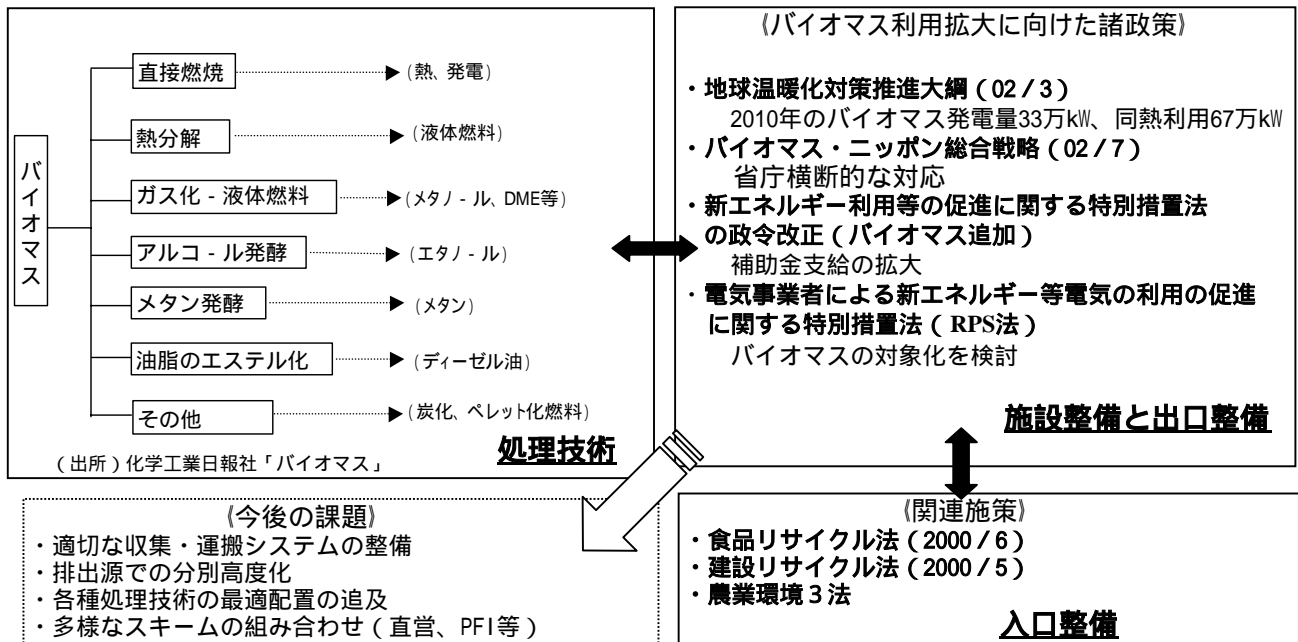 バイオマス
直接燃焼
(熱、発電)
熱分解
(液体燃料)
ガス化‐液体燃料
(メタノ‐ル、DME等)
アルコ‐ル発酵
(エタノ‐ル)
メタン発酵
(メタン)
油脂のエステル化
(ディーゼル油)
その他
(炭化、ペレット化燃料)
処理技術
(出所)化学工業日報社「バイオマス」
《バイオマス利用拡大に向けた諸政策》
・地球温暖化対策推進大綱(02/3)
2010年のバイオマス発電量33万kW、同熱利用67万kW
・バイオマス・ニッポン総合戦略(02/7)
省庁横断的な対応
・新エネルギー利用等の促進に関する特別措置法
の政令改正(バイオマス追加)
補助金支給の拡大
・電気事業者による新エネルギー等電気の利用の促進
に関する特別措置法(RPS法)
バイオマスの対象化を検討
施設整備と出口整備
《今後の課題》
・適切な収集・運搬システムの整備
・排出源での分別高度化
・各種処理技術の最適配置の追及
・多様なスキームの組み合わせ(直営、PFI等)
《関連施策》
・食品リサイクル法(2000/6)
・建設リサイクル法(2000/5)
・農業環境3法
入口整備